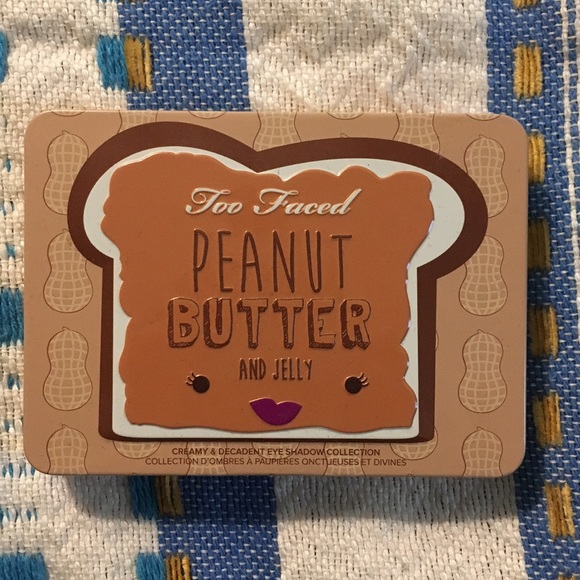 Too Faced
PEANUT
BUTTER
AND JELLY
CREAMY & DECADENT EYE SHADOW COLLECTION
COLLECTION D'OMBRES À PAUPIÈRES ONCTUEUSES ET DIVINES